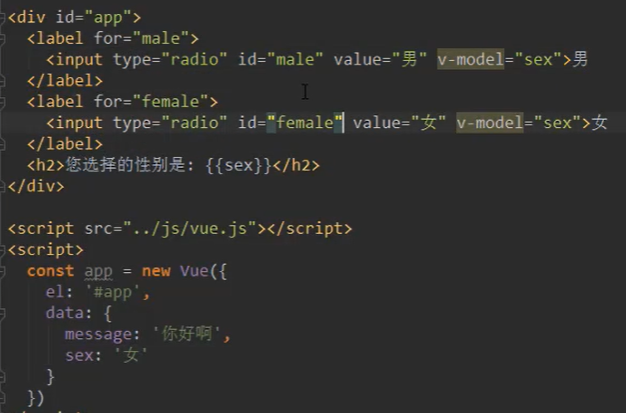 <div id="app">
<label for="male">
<input type="radio" id="male" value="男" v-model="sex">男
</label>
<label for="female">
<input type="radio" id="female" value="女" v-model="sex">女
</label>
<h2>您选择的性别是: {{sex}}</h2>
</div>
<script src="../js/vue.js"></script>
<script>
const app = new Vue({
el: '#app',
data: {
message: '你好啊',
sex: '女'
}
})